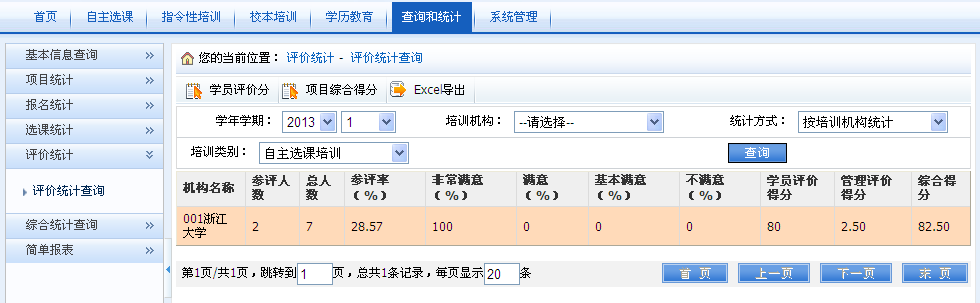 首页 自主选课 指令性培训 校本培训 学历教育 查询和统计 系统管理
基本信息查询
项目统计
报名统计
选课统计
评价统计
评价统计查询
综合统计查询
简单报表
您的当前位置： 评价统计 - 评价统计查询
学员评价分 项目综合得分 Excel导出
学年学期： 2013 1 培训机构： --请选择-- 统计方式： 按培训机构统计
培训类别： 自主选课培训 查询
机构名称 参评人数 总人数 参评率（%） 非常满意（%） 满意（%） 基本满意（%） 不满意（%） 学员评价得分 管理评价得分 综合得分
001浙江大学 2 7 28.57 100 0 0 0 80 2.50 82.50
第1页/共1页，跳转到1页，总共1条记录，每页显示20条 首 页 上一页 下一页 末 页